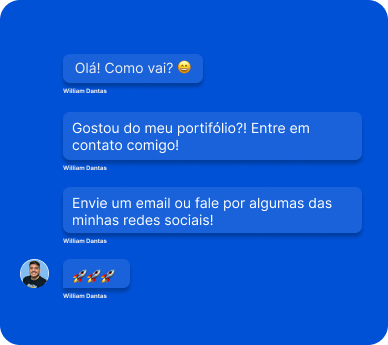 Olá! Como vai? 😊
William Dantas
Gostou do meu portifólio?! Entre em
contato comigo!
William Dantas
Envie um email ou fale por algumas das
minhas redes sociais!
William Dantas
🚀🚀🚀
William Dantas